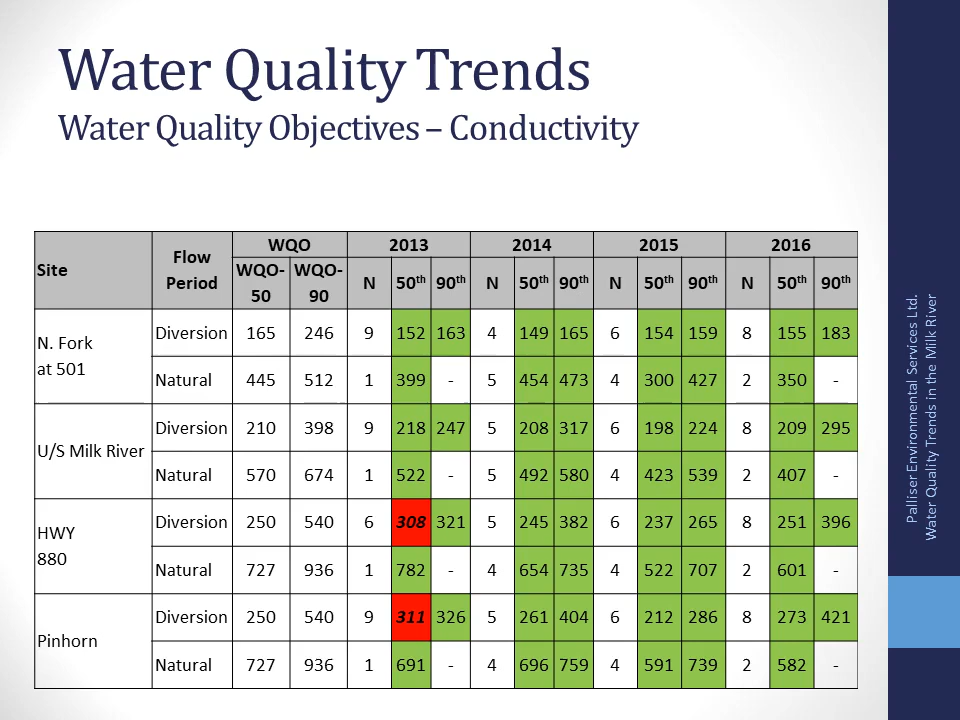 Water Quality Trends
Water Quality Objectives – Conductivity
Site Flow Period WQO 2013 2014 2015 2016
WQO-50 WQO-90 N 50th 90th N 50th 90th N 50th 90th N 50th 90th
N. Fork at 501 Diversion 165 246 9 152 163 4 149 165 6 154 159 8 155 183
Natural 445 512 1 399 - 5 454 473 4 300 427 2 350 -
U/S Milk River Diversion 210 398 9 218 247 5 208 317 6 198 224 8 209 295
Natural 570 674 1 522 - 5 492 580 4 423 539 2 407 -
HWY 880 Diversion 250 540 6 308 321 5 245 382 6 237 265 8 251 396
Natural 727 936 1 782 - 4 654 735 4 522 707 2 601 -
Pinhorn Diversion 250 540 9 311 326 5 261 404 6 212 286 8 273 421
Natural 727 936 1 691 - 4 696 759 4 591 739 2 582 -
Palliser Environmental Services Ltd.
Water Quality Trends in the Milk River